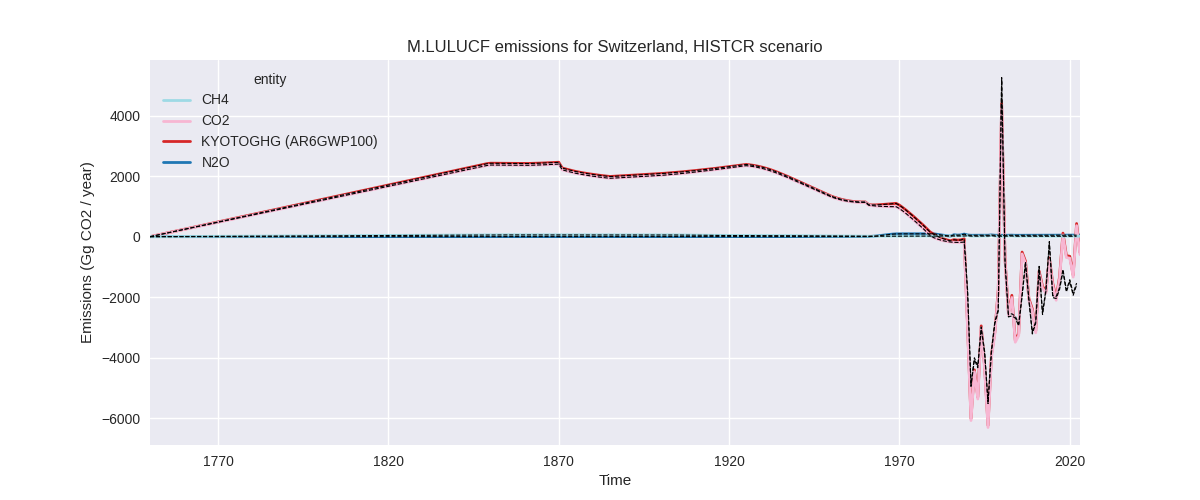 M.LULUCF emissions for Switzerland, HISTCR scenario
entity
CH4
CO2
KYOTOGHG (AR6GWP100)
N2O
Emissions (Gg CO2 / year)
4000
2000
0
−2000
−4000
−6000
1770
1820
1870
1920
1970
2020
Time